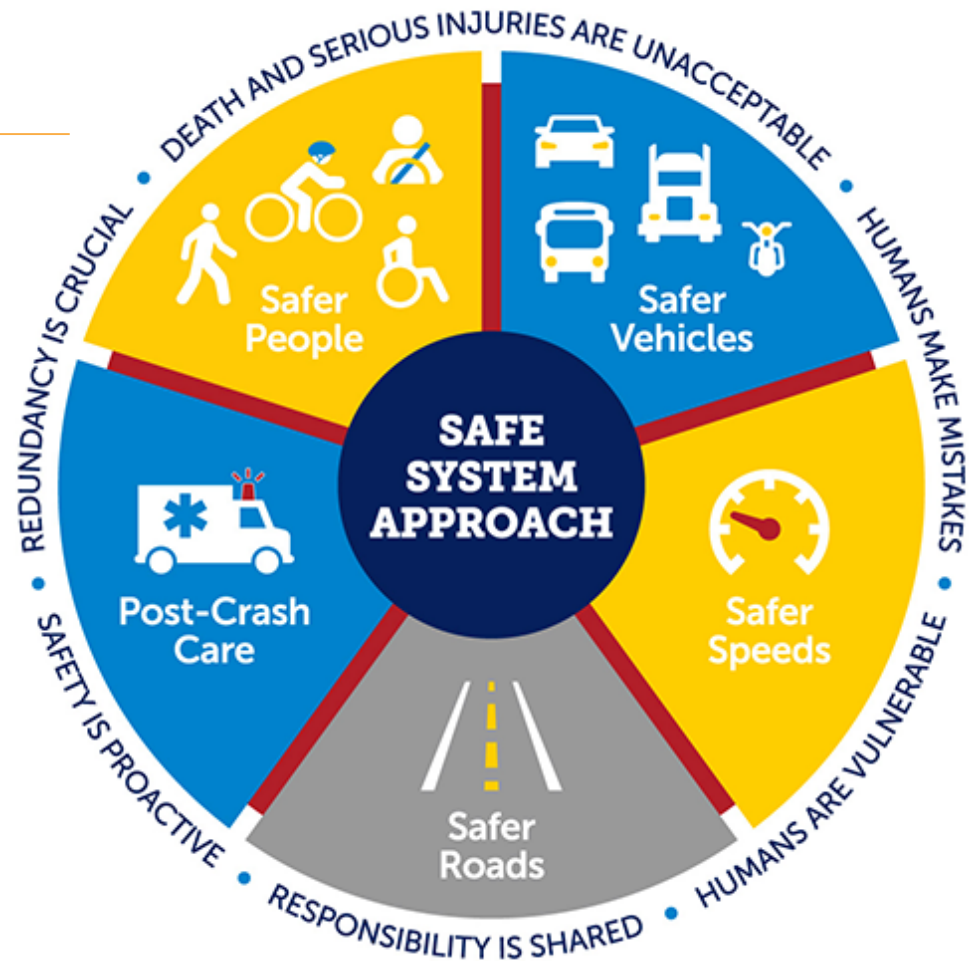 DEATH AND SERIOUS INJURIES ARE UNACCEPTABLE
HUMANS MAKE MISTAKES
HUMANS ARE VULNERABLE
RESPONSIBILITY IS SHARED
SAFETY IS PROACTIVE
REDUNDANCY IS CRUCIAL
Safer
People
Safer
Vehicles
SAFE
SYSTEM
APPROACH
Post-Crash
Care
Safer
Speeds
Safer
Roads